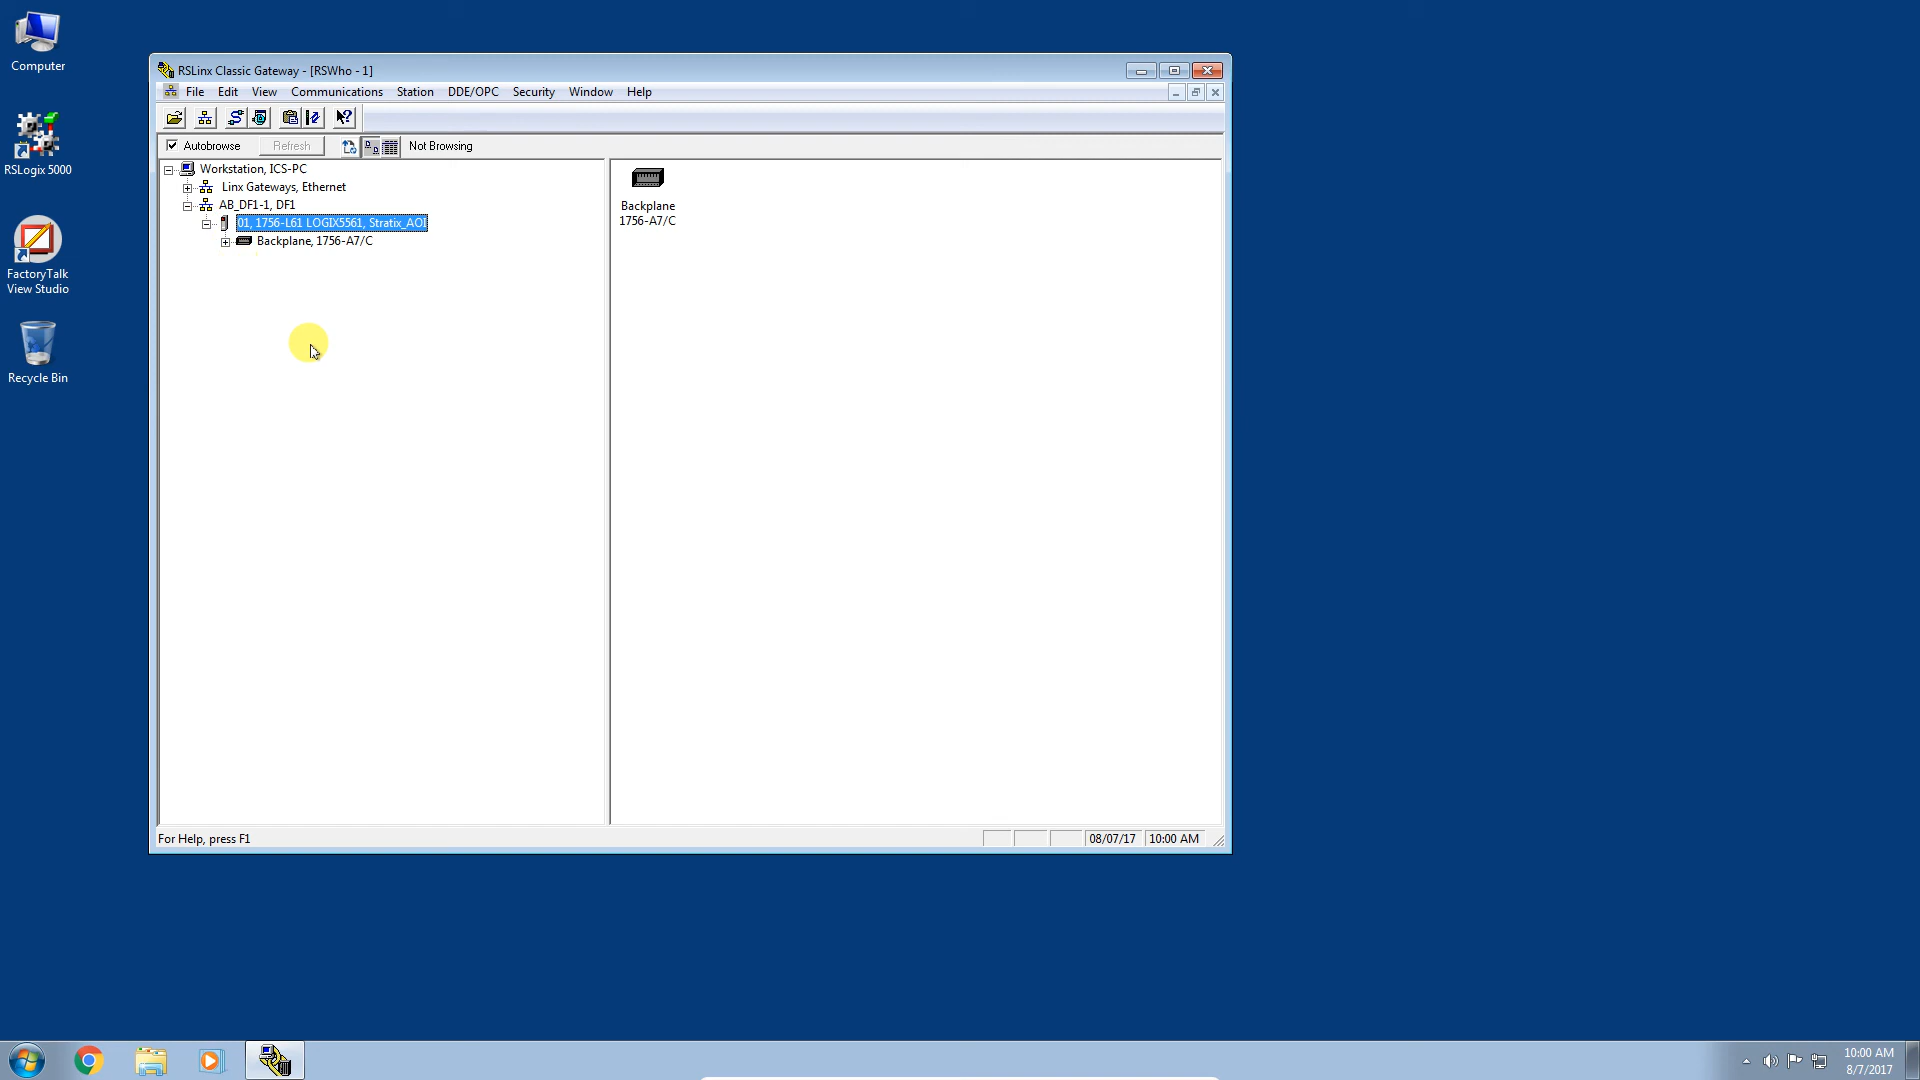 Computer
RSLogix 5000
FactoryTalk
View Studio
Recycle Bin
RSLinx Classic Gateway - [RSWho - 1]
File Edit View Communications Station DDE/OPC Security Window Help
Autobrowse Refresh Not Browsing
Workstation, ICS-PC
Linx Gateways, Ethernet
AB_DF1-1, DF1
01, 1756-L61 LOGIX5561, Stratix_AOI
Backplane, 1756-A7/C
Backplane
1756-A7/C
For Help, press F1
08/07/17 10:00 AM
10:00 AM
8/7/2017